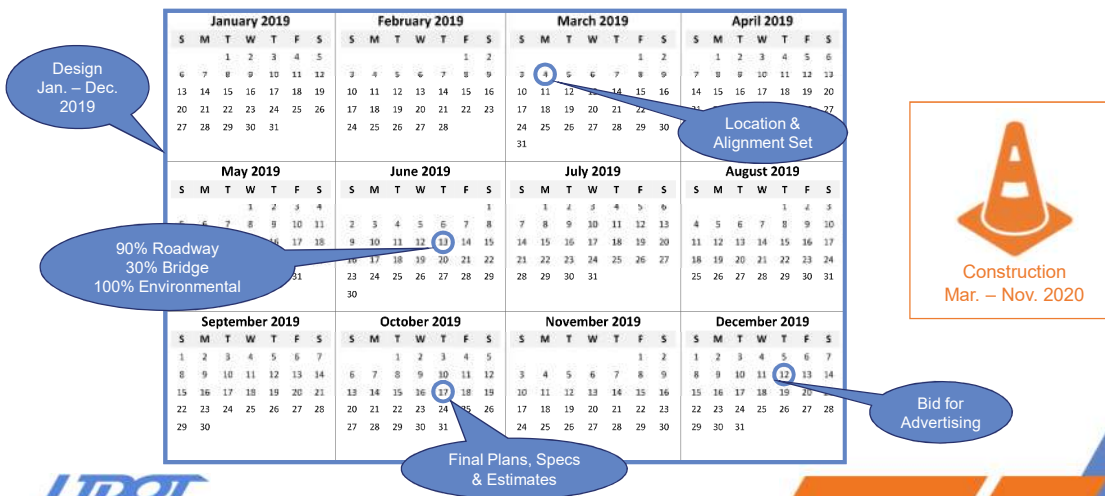 Design
Jan. – Dec.
2019
January 2019
S M T W T F S
1 2 3 4 5
6 7 8 9 10 11 12
13 14 15 16 17 18 19
20 21 22 23 24 25 26
27 28 29 30 31
February 2019
S M T W T F S
1 2
3 4 5 6 7 8 9
10 11 12 13 14 15 16
17 18 19 20 21 22 23
24 25 26 27 28
March 2019
S M T W T F S
1 2
3 4 5 6 7 8 9
10 11 12 13 14 15 16
17 18 19 20 21 22
24 25 26 27 28 29 30
31
April 2019
S M T W T F S
1 2 3 4 5 6
7 8 9 10 11 12 13
14 15 16 17 18 19 20
27
Location &
Alignment Set
May 2019
S M T W T F S
1 2 3 4
5 6 7 8 9 10 11
16 17 18
31
90% Roadway
30% Bridge
100% Environmental
June 2019
S M T W T F S
1
2 3 4 5 6 7 8
9 10 11 12 13 14 15
16 17 18 19 20 21 22
23 24 25 26 27 28 29
30
July 2019
S M T W T F S
1 2 3 4 5 6
7 8 9 10 11 12 13
14 15 16 17 18 19 20
21 22 23 24 25 26 27
28 29 30 31
August 2019
S M T W T F S
1 2 3
4 5 6 7 8 9 10
11 12 13 14 15 16 17
18 19 20 21 22 23 24
25 26 27 28 29 30 31
Construction
Mar. – Nov. 2020
September 2019
S M T W T F S
1 2 3 4 5 6 7
8 9 10 11 12 13 14
15 16 17 18 19 20 21
22 23 24 25 26 27 28
29 30
October 2019
S M T W T F S
1 2 3 4 5
6 7 8 9 10 11 12
13 14 15 16 17 18 19
20 21 22 23 24 25 26
27 28 29 30 31
November 2019
S M T W T F S
1 2
3 4 5 6 7 8 9
10 11 12 13 14 15 16
17 18 19 20 21 22 23
24 25 26 27 28 29 30
December 2019
S M T W T F S
1 2 3 4 5 6 7
8 9 10 11 12 13 14
15 16 17 18 19 20
22 23 24 25 26 27 28
29 30 31
Bid for
Advertising
Final Plans, Specs
& Estimates